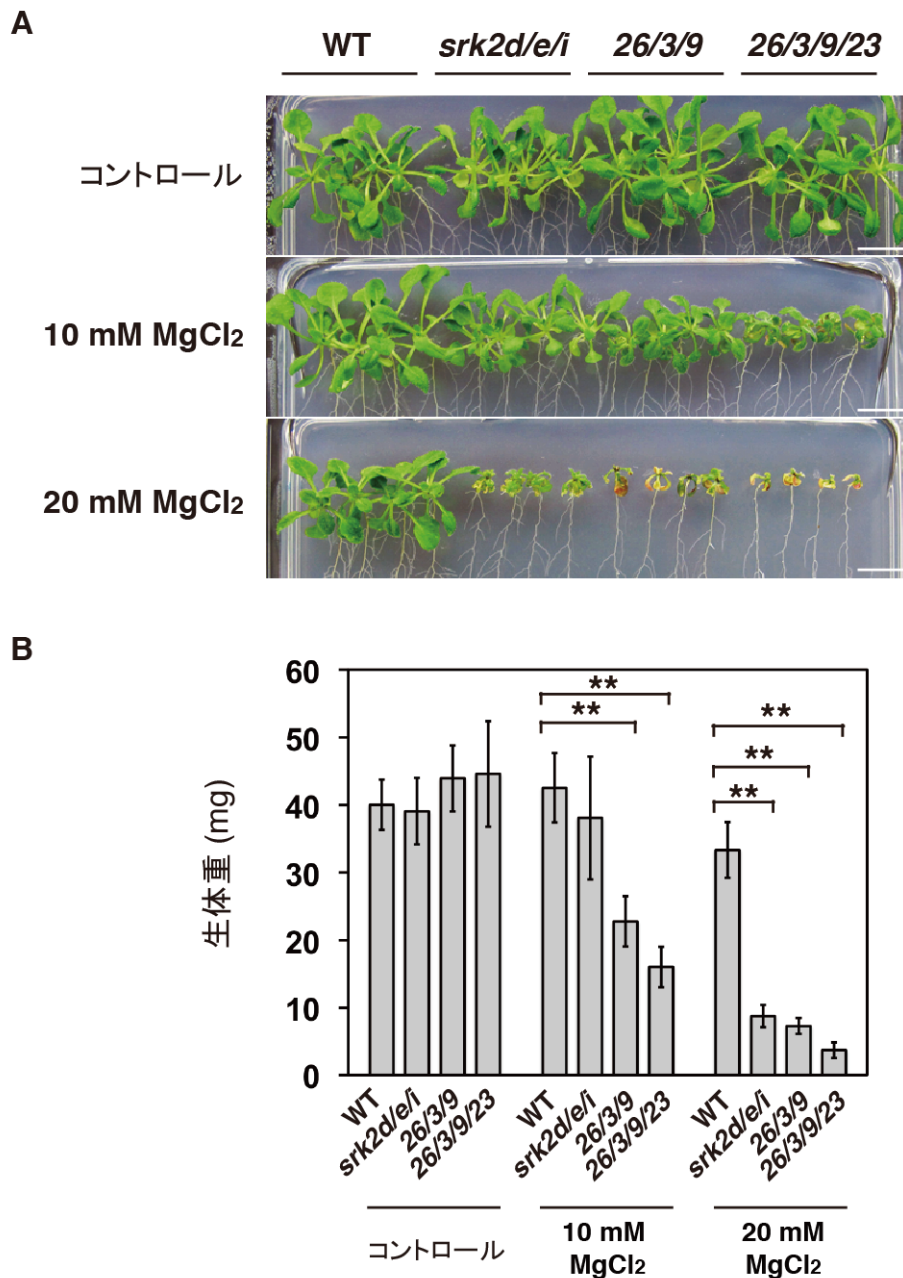 A
WT srk2d/e/i 26/3/9 26/3/9/23
コントロール
10 mM MgCl2
20 mM MgCl2
B
生体重 (mg)
60
50
40
30
20
10
0
** **
** ** **
WT srk2d/e/i 26/3/9 26/3/9/23 WT srk2d/e/i 26/3/9 26/3/9/23 WT srk2d/e/i 26/3/9 26/3/9/23
コントロール 10 mM MgCl2 20 mM MgCl2